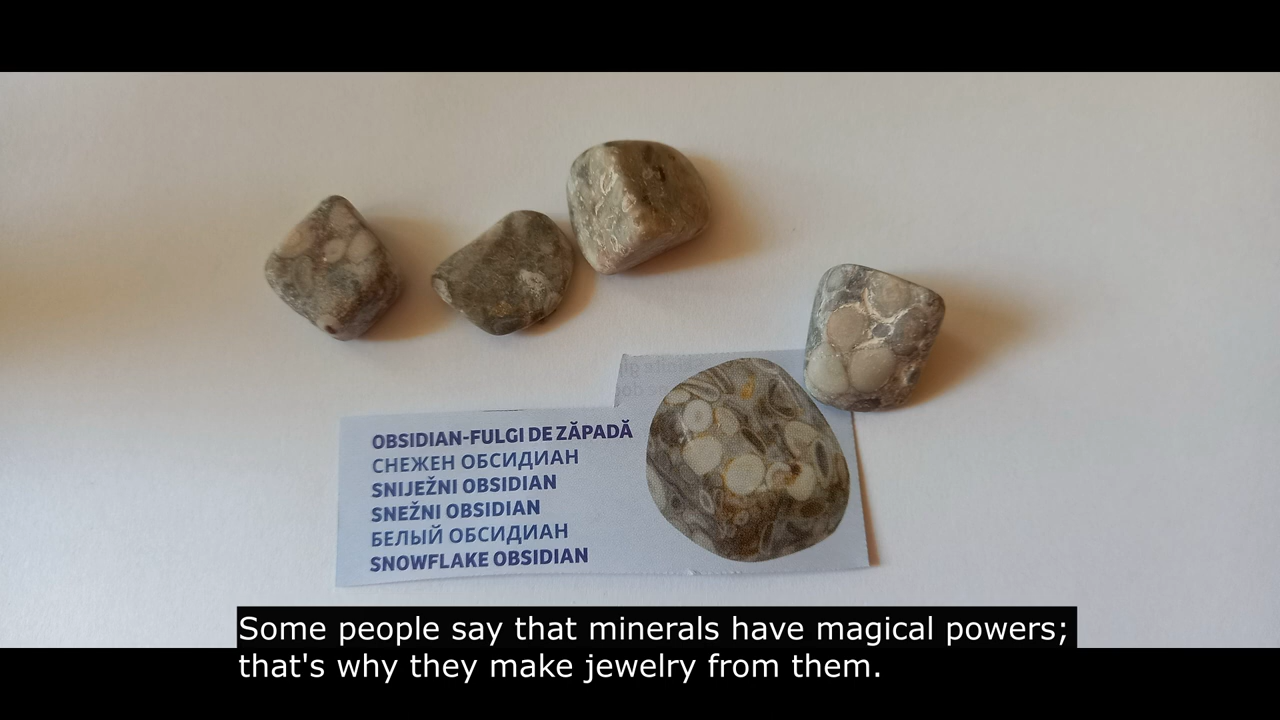 OBSIDIAN-FULGI DE ZĂPADĂ
СНЕЖЕН ОБСИДИАН
SNIJEŽNI OBSIDIAN
SNEŽNI OBSIDIAN
БЕЛЫЙ ОБСИДИАН
SNOWFLAKE OBSIDIAN
Some people say that minerals have magical powers;
that's why they make jewelry from them.